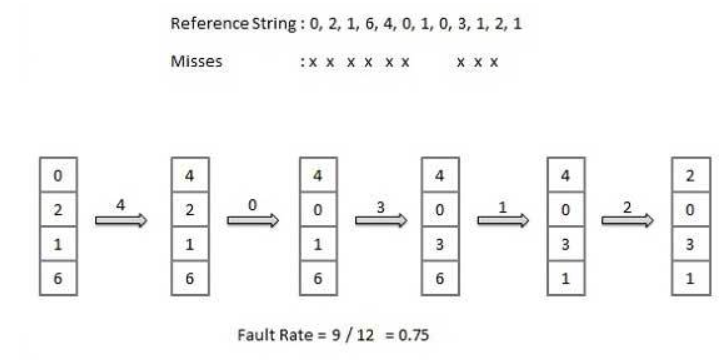 Reference String : 0, 2, 1, 6, 4, 0, 1, 0, 3, 1, 2, 1
Misses : x x x x x x x x x
4 0 3 1 2
0 4 4 4 4 2
2 2 0 0 0 0
1 1 1 3 3 3
6 6 6 6 1 1
Fault Rate = 9 / 12 = 0.75